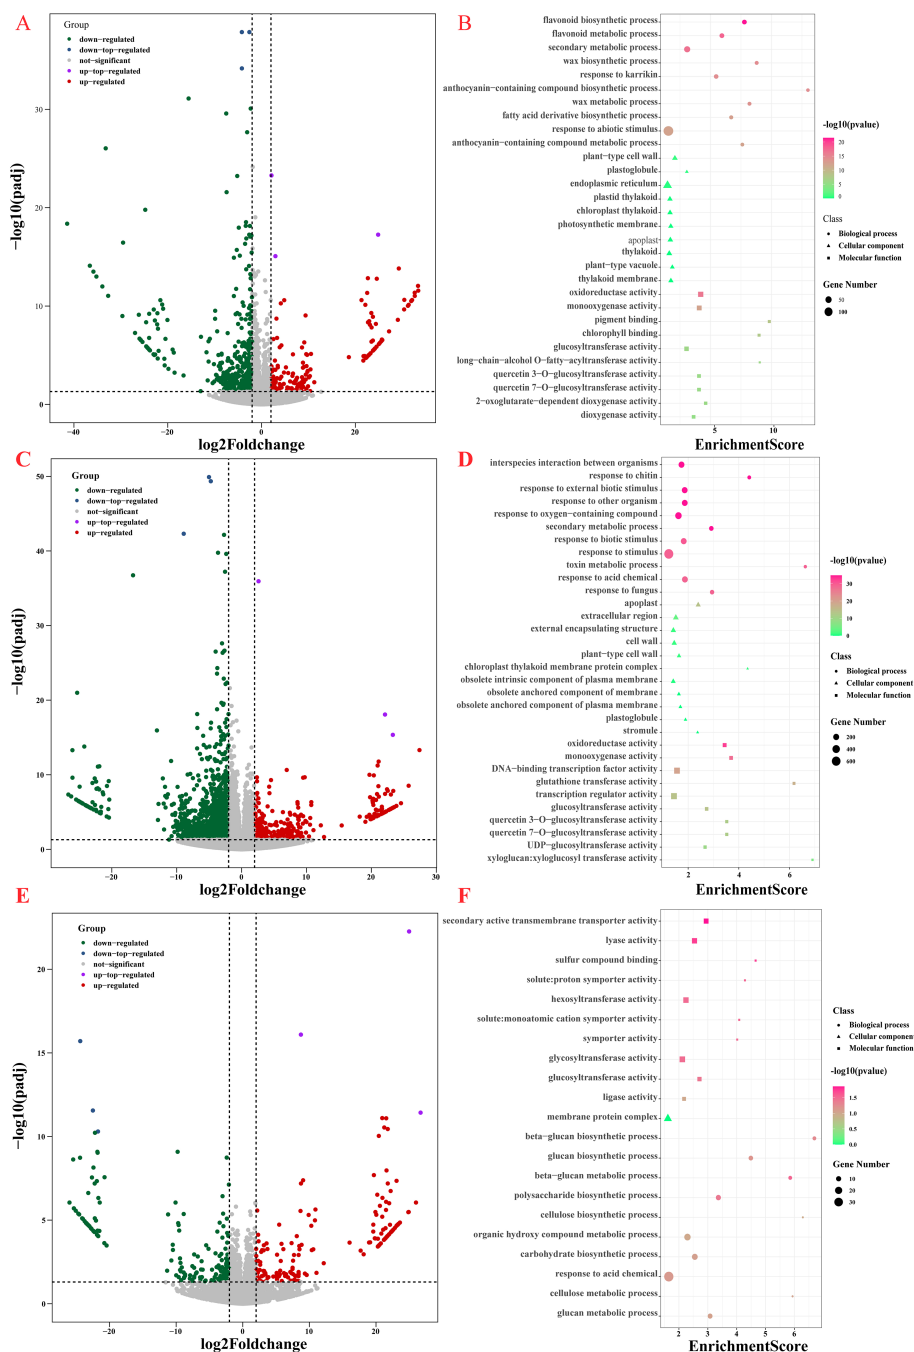 A
Group
down−regulated
down−top−regulated
not−significant
up−top−regulated
up−regulated
−log10(padj)
30
20
10
0
−40
−20
0
20
log2Foldchange
B
flavonoid biosynthetic process
flavonoid metabolic process
secondary metabolic process
wax biosynthetic process
response to karrikin
anthocyanin−containing compound biosynthetic process
wax metabolic process
fatty acid derivative biosynthetic process
response to abiotic stimulus
anthocyanin−containing compound metabolic process
plant−type cell wall
plastoglobule
endoplasmic reticulum
plastid thylakoid
chloroplast thylakoid
photosynthetic membrane
apoplast
thylakoid
plant−type vacuole
thylakoid membrane
oxidoreductase activity
monooxygenase activity
pigment binding
chlorophyll binding
glucosyltransferase activity
long−chain−alcohol O−fatty−acyltransferase activity
quercetin 3−O−glucosyltransferase activity
quercetin 7−O−glucosyltransferase activity
2−oxoglutarate−dependent dioxygenase activity
dioxygenase activity
5
10
EnrichmentScore
-log10(pvalue)
20
15
10
5
0
Class
Biological process
Cellular component
Molecular function
Gene Number
50
100
C
Group
down−regulated
down−top−regulated
not−significant
up−top−regulated
up−regulated
−log10(padj)
50
40
30
20
10
0
−20
−10
0
10
20
30
log2Foldchange
D
interspecies interaction between organisms
response to chitin
response to external biotic stimulus
response to other organism
response to oxygen−containing compound
secondary metabolic process
response to biotic stimulus
response to stimulus
toxin metabolic process
response to acid chemical
response to fungus
apoplast
extracellular region
external encapsulating structure
cell wall
plant−type cell wall
chloroplast thylakoid membrane protein complex
obsolete intrinsic component of plasma membrane
obsolete anchored component of membrane
obsolete anchored component of plasma membrane
plastoglobule
stromule
oxidoreductase activity
monooxygenase activity
DNA−binding transcription factor activity
glutathione transferase activity
transcription regulator activity
glucosyltransferase activity
quercetin 3−O−glucosyltransferase activity
quercetin 7−O−glucosyltransferase activity
UDP−glucosyltransferase activity
xyloglucan:xyloglucosyl transferase activity
2
4
6
EnrichmentScore
-log10(pvalue)
30
20
10
0
Class
Biological process
Cellular component
Molecular function
Gene Number
200
400
600
E
Group
down−regulated
down−top−regulated
not−significant
up−top−regulated
up−regulated
−log10(padj)
20
15
10
5
0
−20
−10
0
10
20
log2Foldchange
F
secondary active transmembrane transporter activity
lyase activity
sulfur compound binding
solute:proton symporter activity
hexosyltransferase activity
solute:monoatomic cation symporter activity
symporter activity
glycosyltransferase activity
glucosyltransferase activity
ligase activity
membrane protein complex
beta−glucan biosynthetic process
glucan biosynthetic process
beta−glucan metabolic process
polysaccharide biosynthetic process
cellulose biosynthetic process
organic hydroxy compound metabolic process
carbohydrate biosynthetic process
response to acid chemical
cellulose metabolic process
glucan metabolic process
2
3
4
5
6
EnrichmentScore
Class
Biological process
Cellular component
Molecular function
-log10(pvalue)
1.5
1.0
0.5
0.0
Gene Number
10
20
30